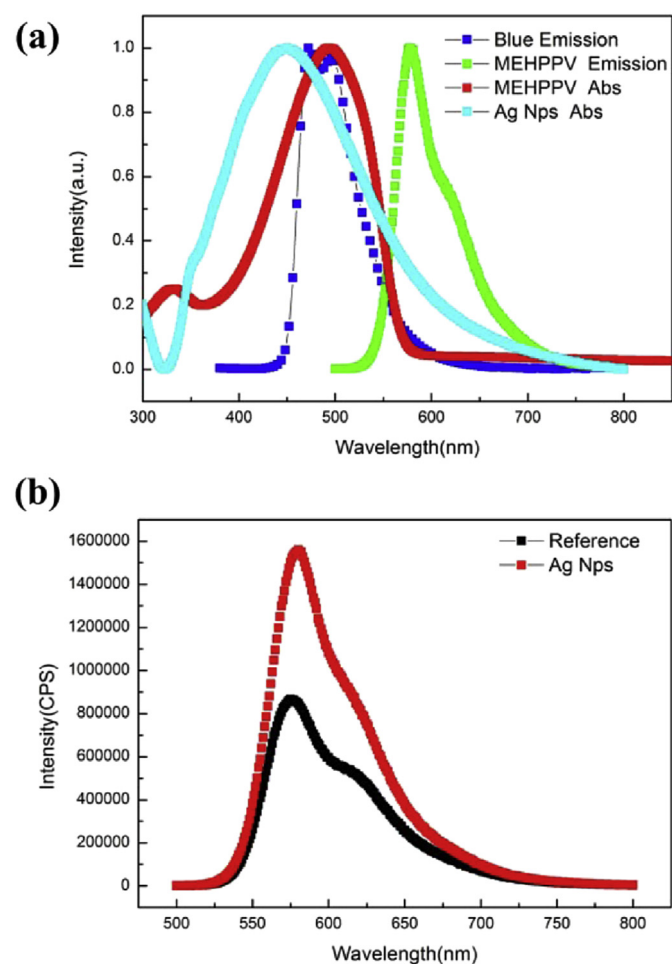 (a)
Blue Emission
MEHPPV Emission
MEHPPV Abs
Ag Nps Abs
1.0
0.8
0.6
0.4
0.2
0.0
Intensity(a.u.)
300 400 500 600 700 800
Wavelength(nm)
(b)
Reference
Ag Nps
1600000
1400000
1200000
1000000
800000
600000
400000
200000
0
Intensity(CPS)
500 550 600 650 700 750 800
Wavelength(nm)